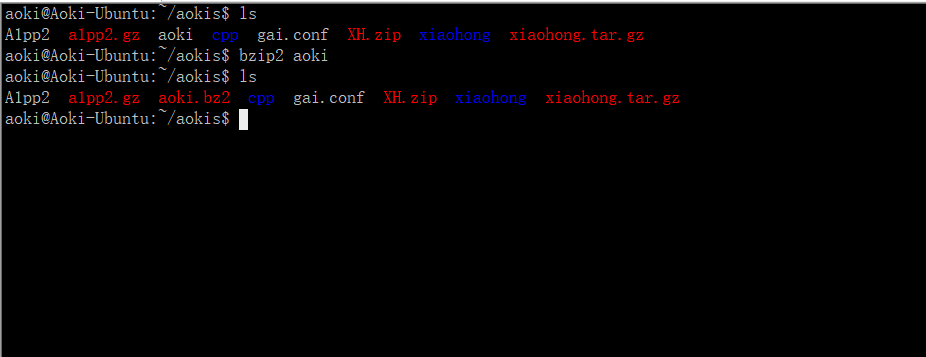 aoki@Aoki-Ubuntu:~/aokis$ ls
A1pp2  a1pp2.gz  aoki  cpp  gai.conf  XH.zip  xiaohong  xiaohong.tar.gz
aoki@Aoki-Ubuntu:~/aokis$ bzip2 aoki
aoki@Aoki-Ubuntu:~/aokis$ ls
A1pp2  a1pp2.gz  aoki.bz2  cpp  gai.conf  XH.zip  xiaohong  xiaohong.tar.gz
aoki@Aoki-Ubuntu:~/aokis$